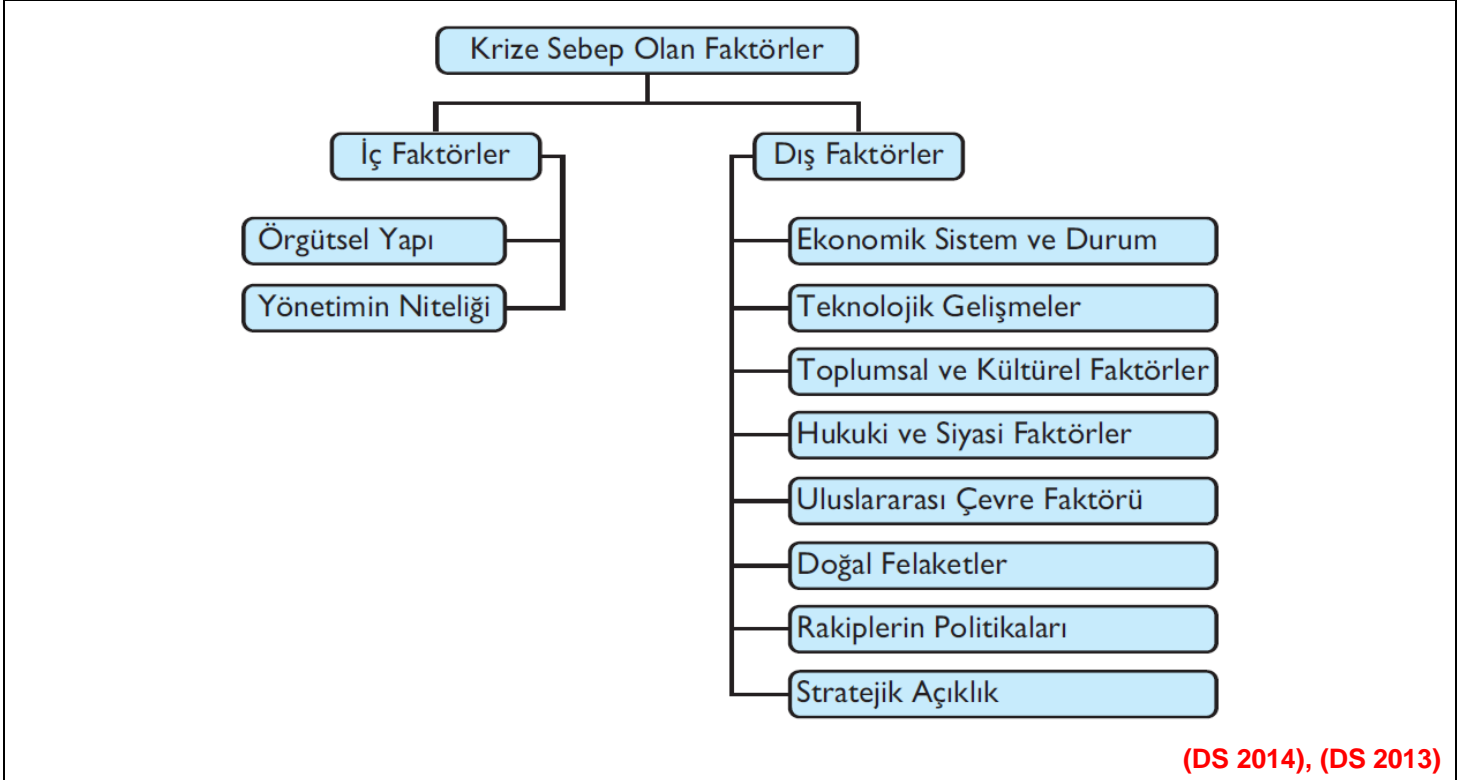 Krize Sebep Olan Faktörler
İç Faktörler
Örgütsel Yapı
Yönetimin Niteliği
Dış Faktörler
Ekonomik Sistem ve Durum
Teknolojik Gelişmeler
Toplumsal ve Kültürel Faktörler
Hukuki ve Siyasi Faktörler
Uluslararası Çevre Faktörü
Doğal Felaketler
Rakiplerin Politikaları
Stratejik Açıklık
(DS 2014), (DS 2013)